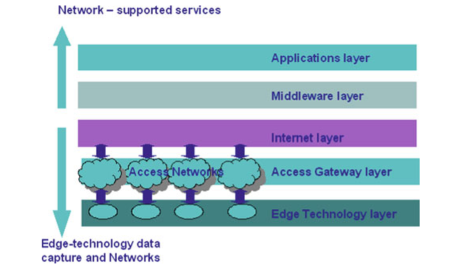 Network – supported services
Applications layer
Middleware layer
Internet layer
Access Networks
Access Gateway layer
Edge Technology layer
Edge-technology data
capture and Networks